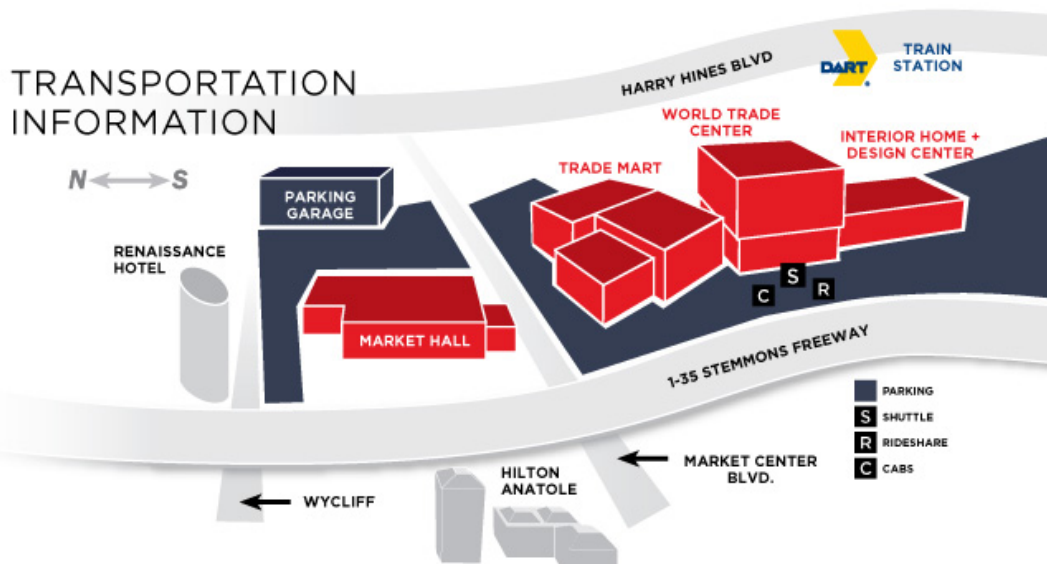 TRANSPORTATION
INFORMATION
N S
HARRY HINES BLVD
DART
TRAIN
STATION
WORLD TRADE
CENTER
INTERIOR HOME +
DESIGN CENTER
TRADE MART
PARKING
GARAGE
RENAISSANCE
HOTEL
MARKET HALL
C
S
R
1-35 STEMMONS FREEWAY
PARKING
S SHUTTLE
R RIDESHARE
C CABS
MARKET CENTER
BLVD.
HILTON
ANATOLE
WYCLIFF